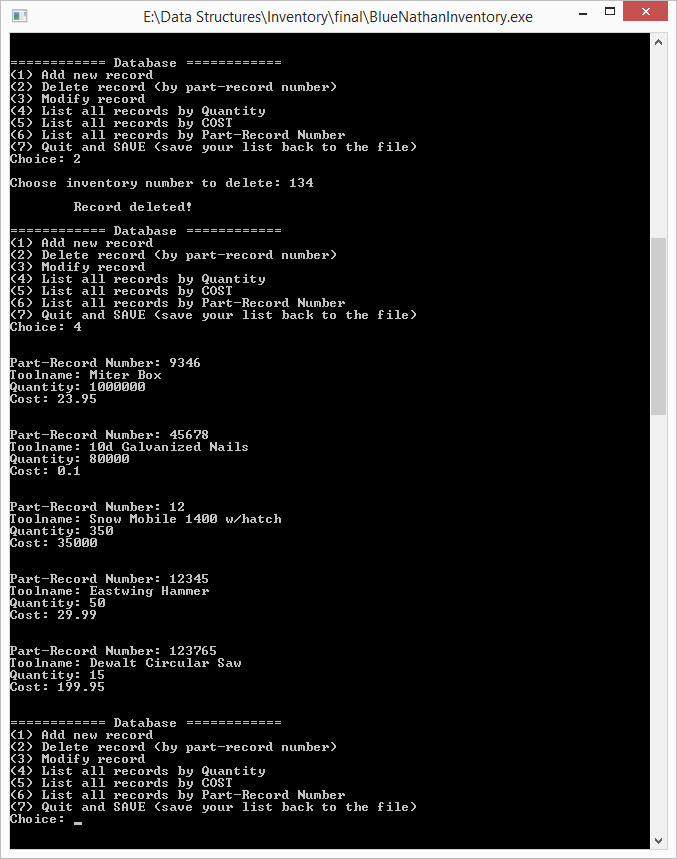 E:\Data Structures\Inventory\final\BlueNathanInventory.exe
============ Database ============
(1) Add new record
(2) Delete record (by part-record number)
(3) Modify record
(4) List all records by Quantity
(5) List all records by COST
(6) List all records by Part-Record Number
(7) Quit and SAVE (save your list back to the file)
Choice: 2
Choose inventory number to delete: 134
Record deleted!
============ Database ============
(1) Add new record
(2) Delete record (by part-record number)
(3) Modify record
(4) List all records by Quantity
(5) List all records by COST
(6) List all records by Part-Record Number
(7) Quit and SAVE (save your list back to the file)
Choice: 4
Part-Record Number: 9346
Toolname: Miter Box
Quantity: 1000000
Cost: 23.95
Part-Record Number: 45678
Toolname: 10d Galvanized Nails
Quantity: 80000
Cost: 0.1
Part-Record Number: 12
Toolname: Snow Mobile 1400 w/hatch
Quantity: 350
Cost: 35000
Part-Record Number: 12345
Toolname: Eastwing Hammer
Quantity: 50
Cost: 29.99
Part-Record Number: 123765
Toolname: Dewalt Circular Saw
Quantity: 15
Cost: 199.95
============ Database ============
(1) Add new record
(2) Delete record (by part-record number)
(3) Modify record
(4) List all records by Quantity
(5) List all records by COST
(6) List all records by Part-Record Number
(7) Quit and SAVE (save your list back to the file)
Choice: _